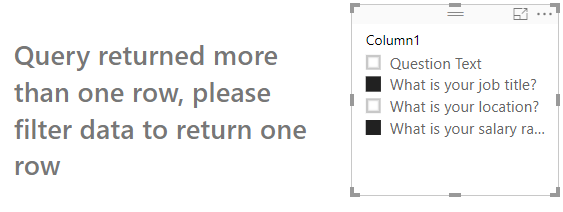 Query returned more
than one row, please
filter data to return one
row
Column1
Question Text
What is your job title?
What is your location?
What is your salary ra...